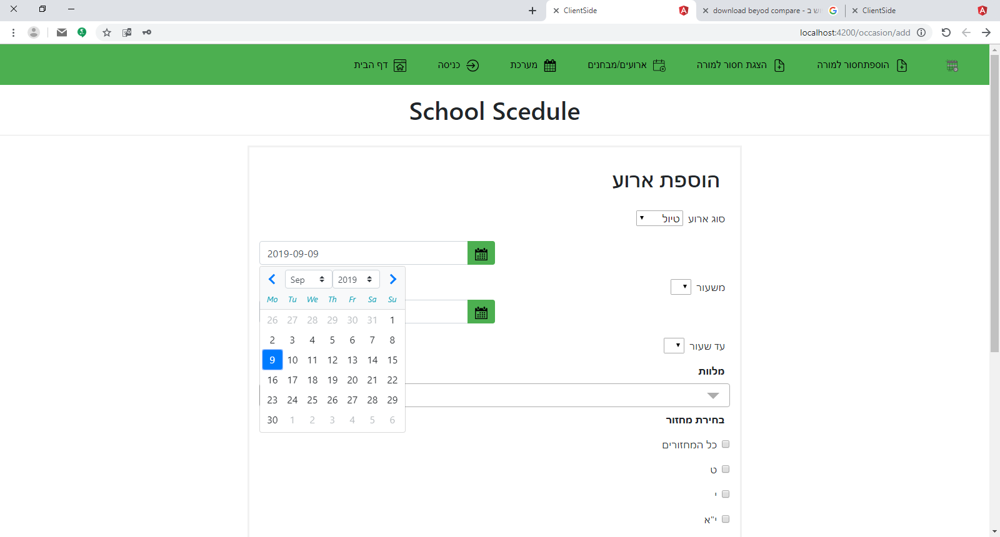 ClientSide
download beyod compare - חיפוש ב
ClientSide
localhost:4200/occasion/add
הוספתחסור למורה
הצגת חסור למורה
ארועים/מבחנים
מערכת
כניסה
דף הבית
School Scedule
הוספת ארוע
סוג ארוע טיול
2019-09-09
Sep 2019
Mo Tu We Th Fr Sa Su
26 27 28 29 30 31 1
2 3 4 5 6 7 8
9 10 11 12 13 14 15
16 17 18 19 20 21 22
23 24 25 26 27 28 29
30 1 2 3 4 5 6
משעור
עד שעור
מלוות
בחירת מחזור
כל המחזורים
ט
י
י"א